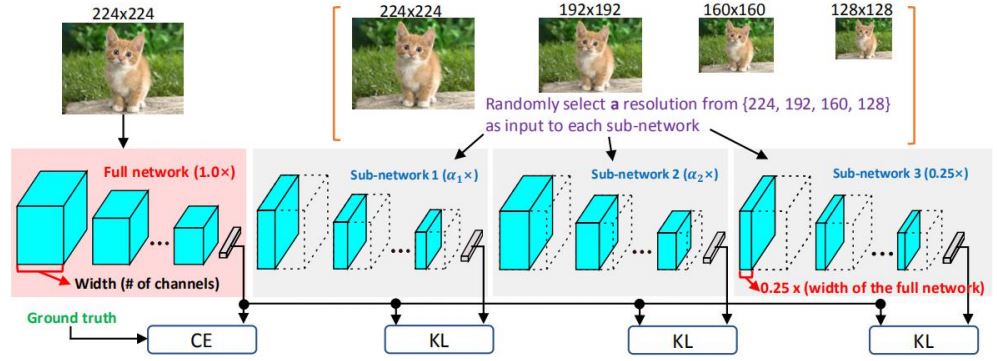 224x224
224x224
192x192
160x160
128x128
Randomly select a resolution from {224, 192, 160, 128}
as input to each sub-network
Full network (1.0×)
Sub-network 1 (α₁×)
Sub-network 2 (α₂×)
Sub-network 3 (0.25×)
...
...
...
...
Width (# of channels)
0.25 x (width of the full network)
Ground truth
CE
KL
KL
KL